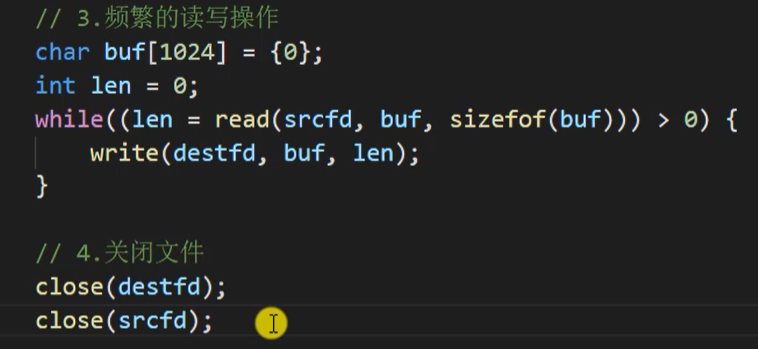 // 3.频繁的读写操作
char buf[1024] = {0};
int len = 0;
while((len = read(srcfd, buf, sizefof(buf))) > 0) {
    write(destfd, buf, len);
}
// 4.关闭文件
close(destfd);
close(srcfd);